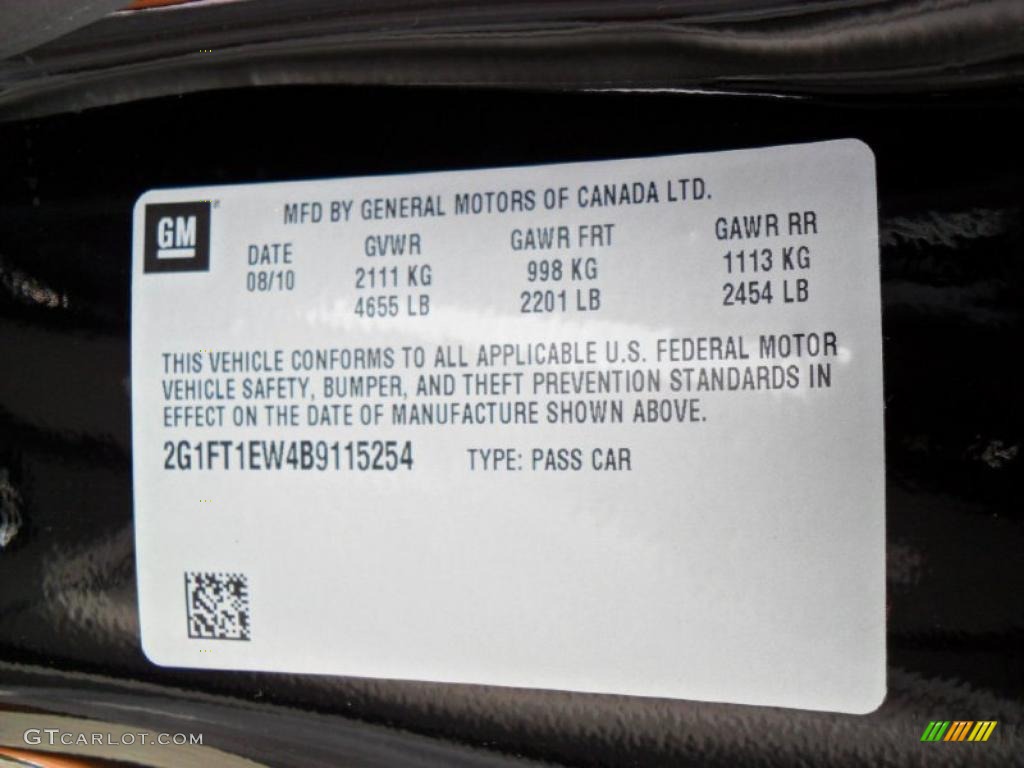 MFD BY GENERAL MOTORS OF CANADA LTD.
GM
DATE GVWR GAWR FRT GAWR RR
08/10 2111 KG 998 KG 1113 KG
4655 LB 2201 LB 2454 LB
THIS VEHICLE CONFORMS TO ALL APPLICABLE U.S. FEDERAL MOTOR
VEHICLE SAFETY, BUMPER, AND THEFT PREVENTION STANDARDS IN
EFFECT ON THE DATE OF MANUFACTURE SHOWN ABOVE.
2G1FT1EW4B9115254 TYPE: PASS CAR
GTCARLOT.COM